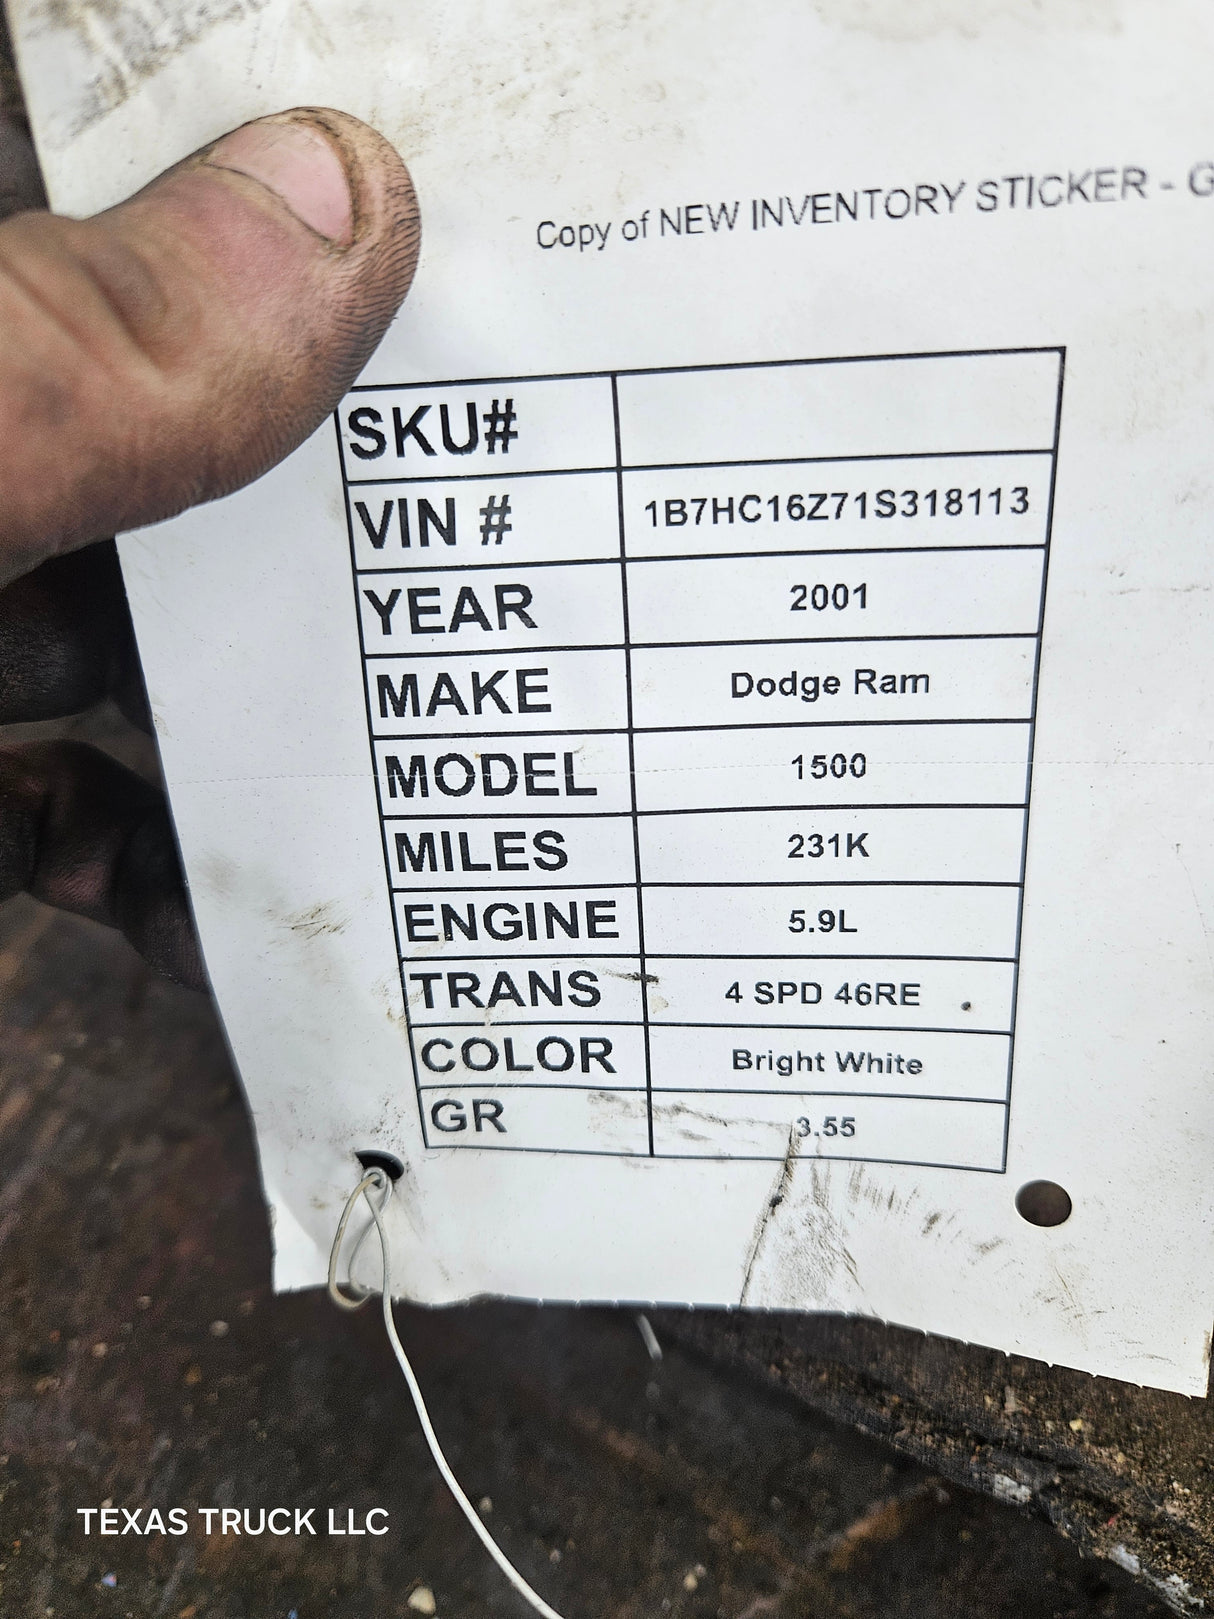 Copy of NEW INVENTORY STICKER - G
SKU#
VIN # 1B7HC16Z71S318113
YEAR 2001
MAKE Dodge Ram
MODEL 1500
MILES 231K
ENGINE 5.9L
TRANS 4 SPD 46RE
COLOR Bright White
GR 3.55
TEXAS TRUCK LLC